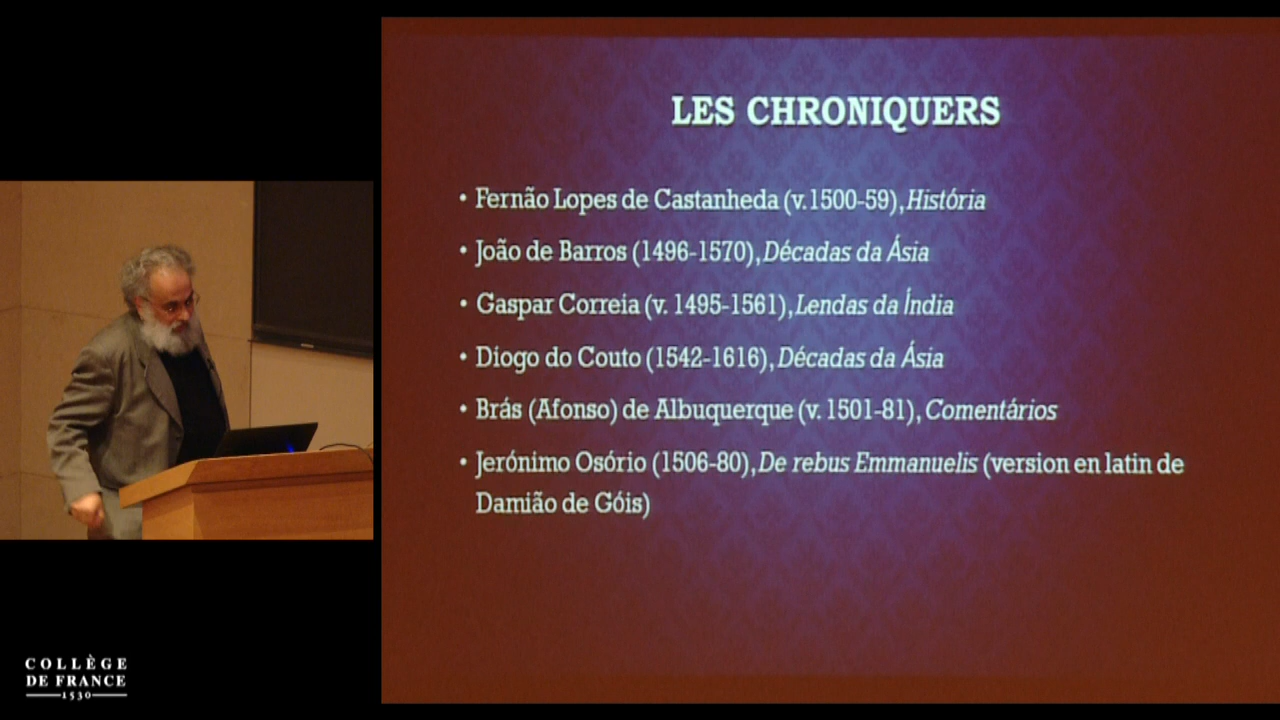 LES CHRONIQUERS
• Fernão Lopes de Castanheda (v.1500-59), História
• João de Barros (1496-1570), Décadas da Ásia
• Gaspar Correia (v. 1495-1561), Lendas da Índia
• Diogo do Couto (1542-1616), Décadas da Ásia
• Brás (Afonso) de Albuquerque (v. 1501-81), Comentários
• Jerónimo Osório (1506-80), De rebus Emmanuelis (version en latin de
Damião de Góis)
COLLÈGE
DE FRANCE
1530